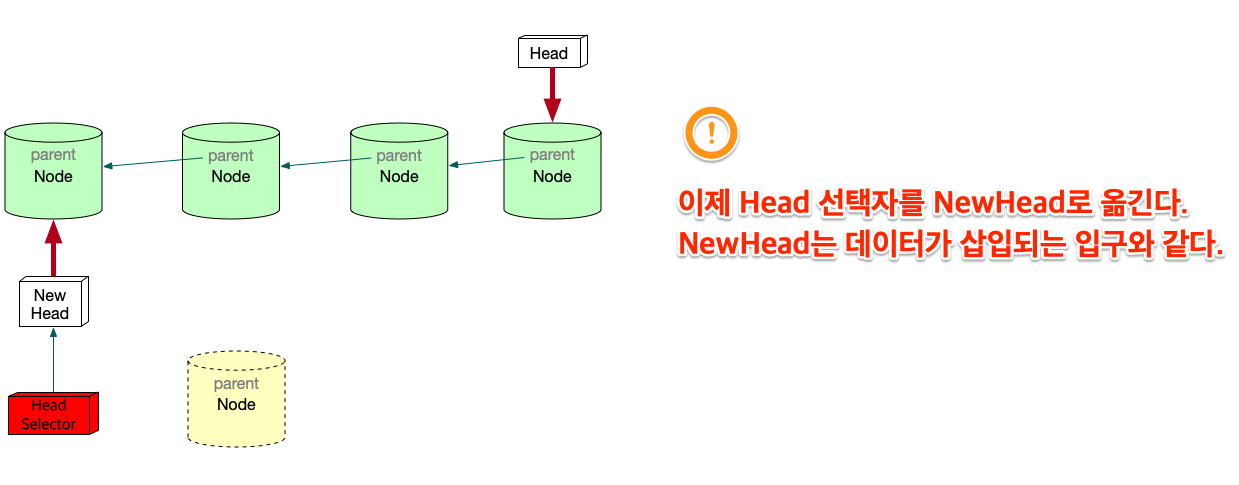 Head
parent
Node
parent
Node
parent
Node
parent
Node
!
이제 Head 선택자를 NewHead로 옮긴다.
NewHead는 데이터가 삽입되는 입구와 같다.
New
Head
parent
Node
Head
Selector